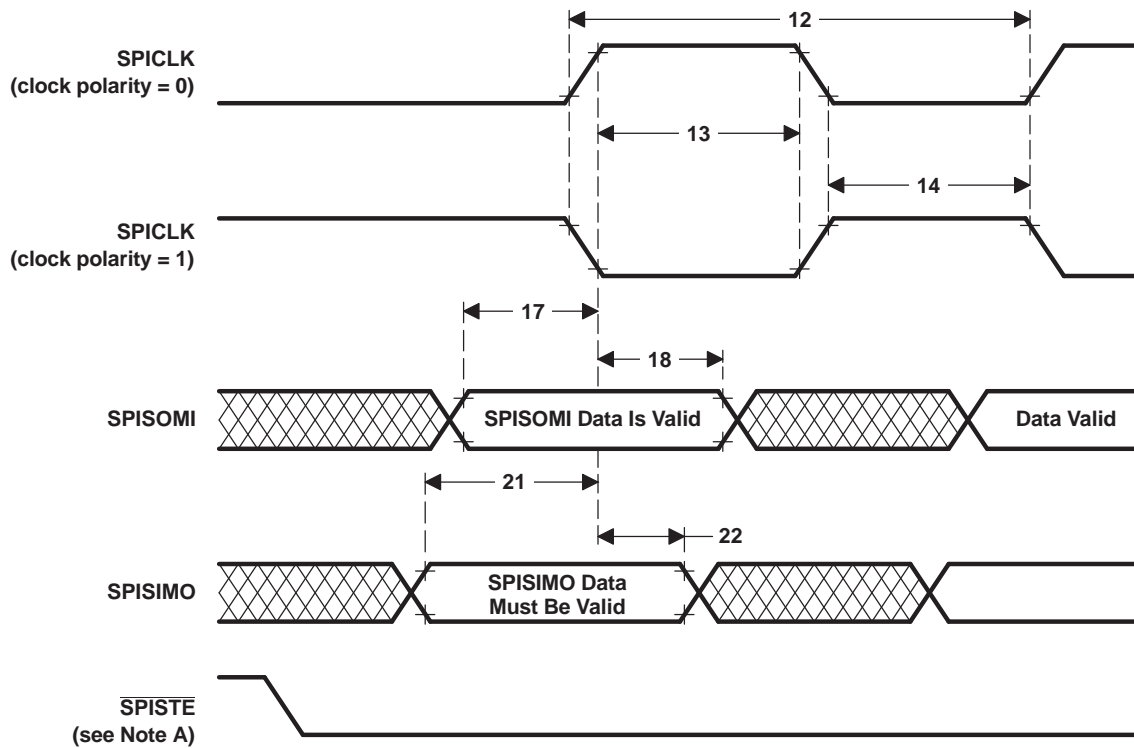 12
SPICLK
(clock polarity = 0)
13
14
SPICLK
(clock polarity = 1)
17
18
SPISOMI
SPISOMI Data Is Valid
Data Valid
21
22
SPISIMO
SPISIMO Data
Must Be Valid
SPISTE
(see Note A)